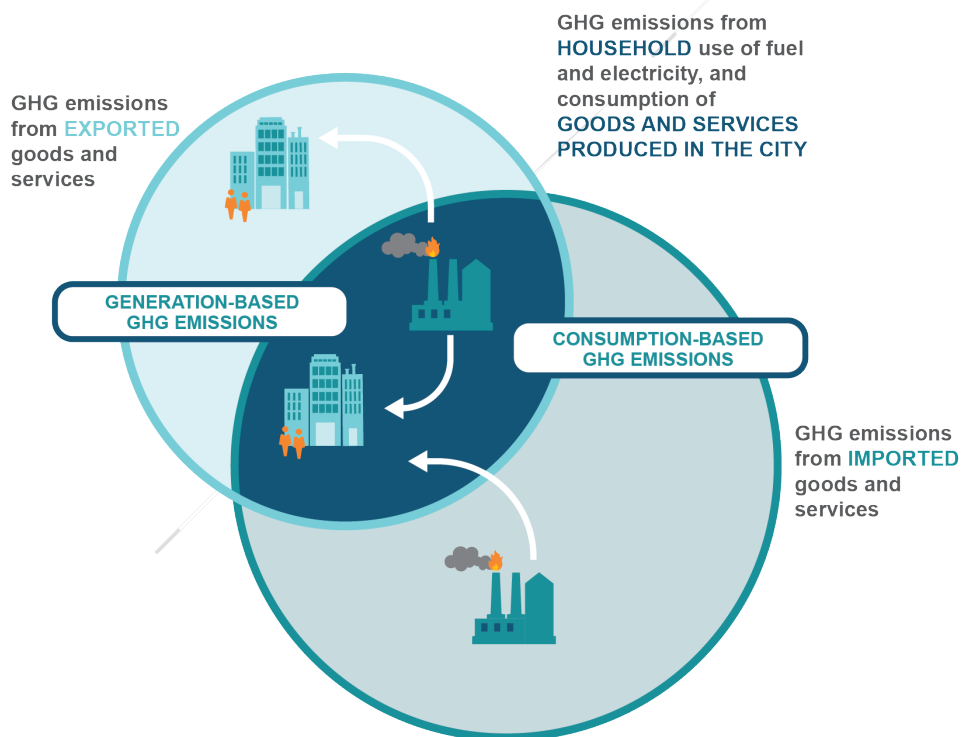 GHG emissions from
HOUSEHOLD use of fuel
and electricity, and
consumption of
GOODS AND SERVICES
PRODUCED IN THE CITY
GHG emissions
from EXPORTED
goods and
services
GENERATION-BASED
GHG EMISSIONS
CONSUMPTION-BASED
GHG EMISSIONS
GHG emissions
from IMPORTED
goods and
services